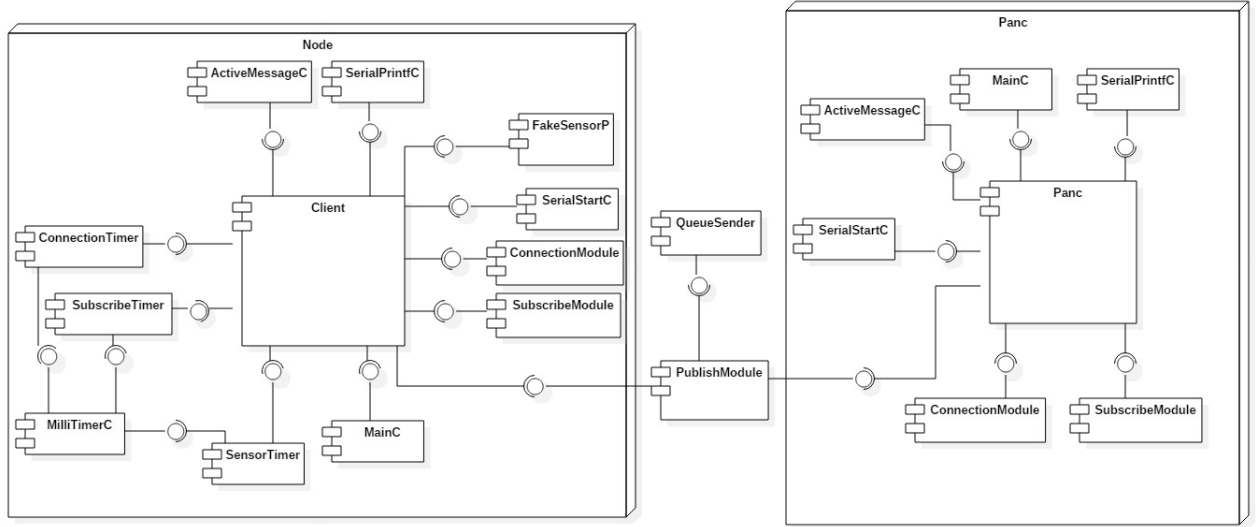 Node
ActiveMessageC
SerialPrintfC
FakeSensorP
SerialStartC
Client
ConnectionTimer
ConnectionModule
SubscribeTimer
SubscribeModule
MilliTimerC
SensorTimer
MainC
QueueSender
PublishModule
Panc
MainC
SerialPrintfC
ActiveMessageC
Panc
SerialStartC
ConnectionModule
SubscribeModule